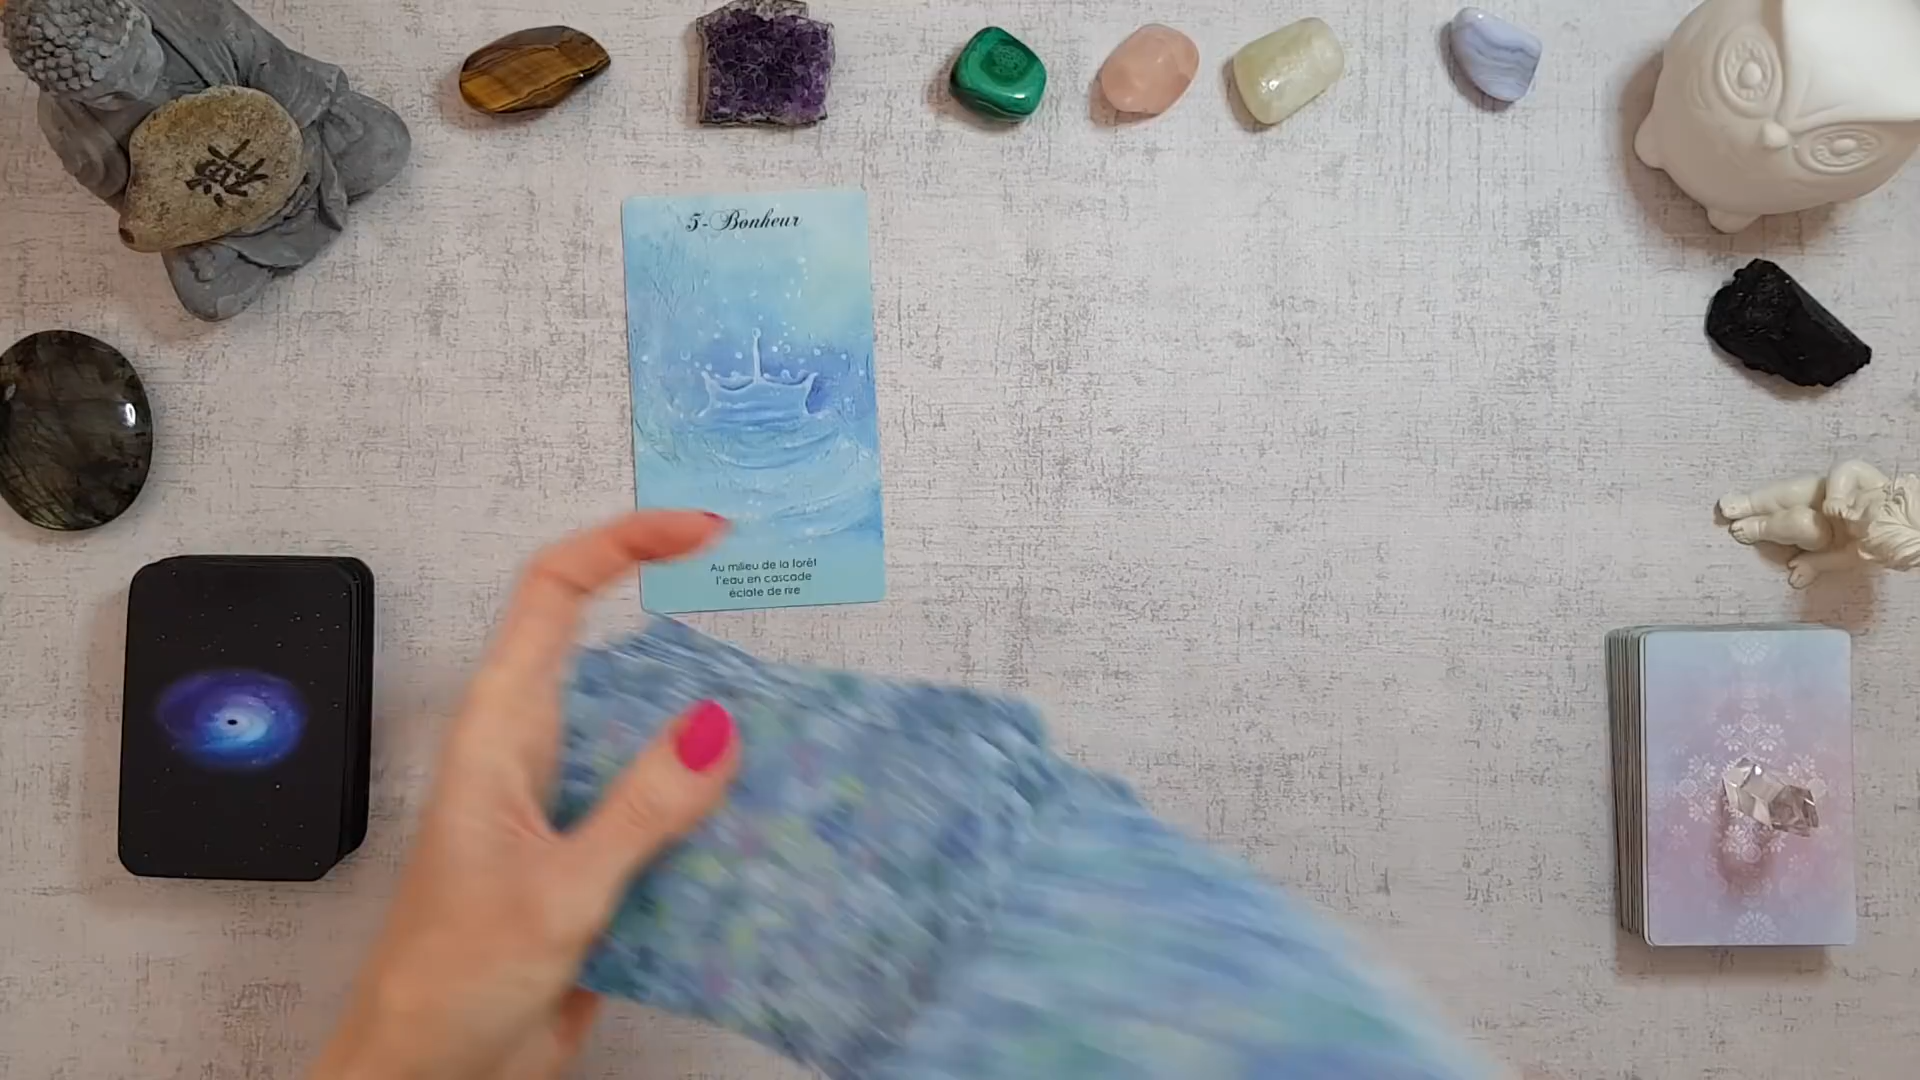 5-Bonheur
Au milieu de la forêt
l'eau en cascade
éclate de rire